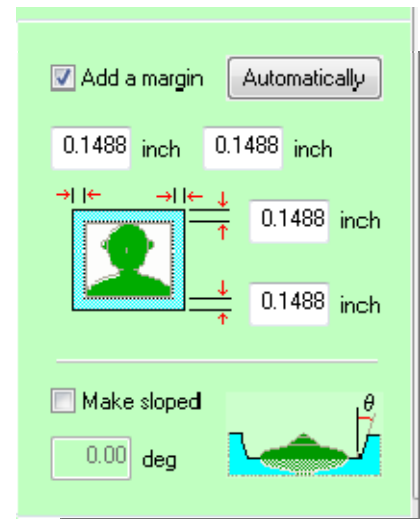 Add a margin Automatically
0.1488 inch 0.1488 inch
0.1488 inch
0.1488 inch
Make sloped θ
0.00 deg